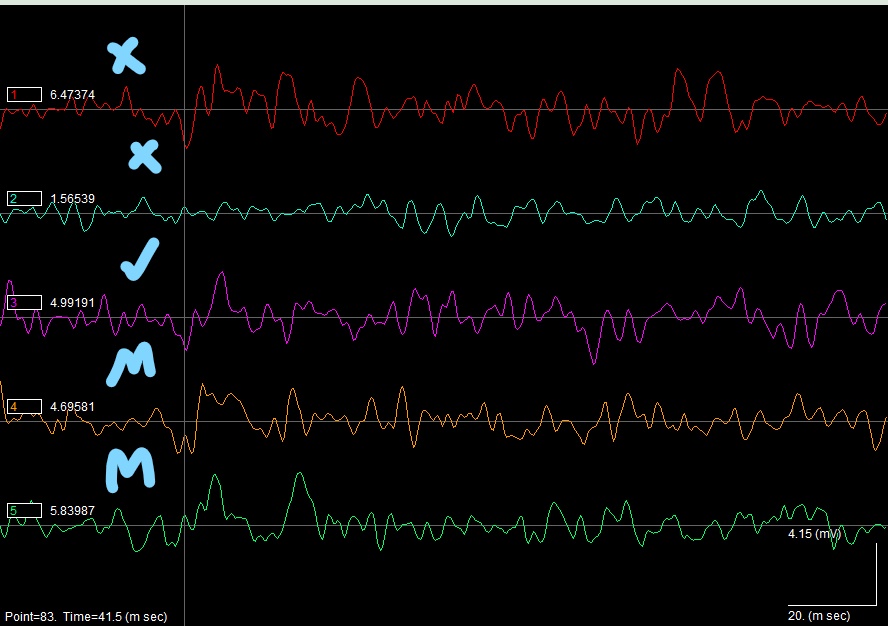 X
1 6.47374
X
2 1.56539
✓
3 4.99191
M
4 4.69581
M
5 5.83987
4.15 (mV)
20. (m sec)
Point=83. Time=41.5 (m sec)